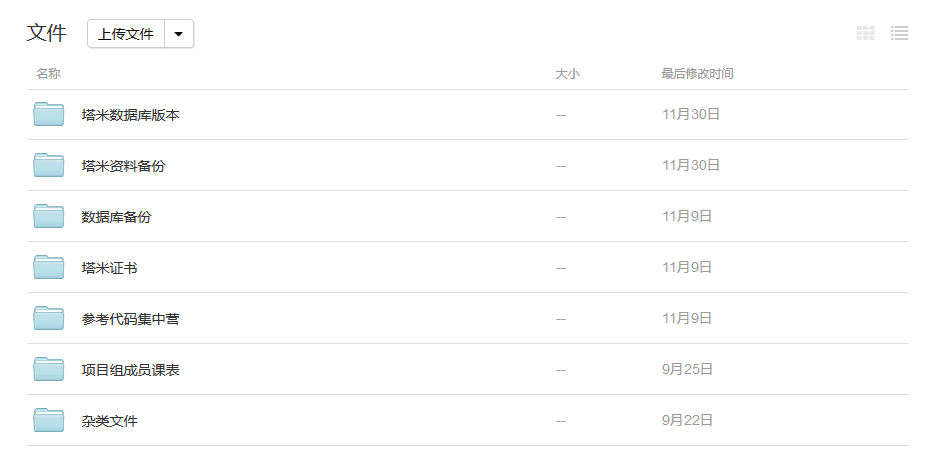 文件 上传文件
名称 大小 最后修改时间
塔米数据库版本 -- 11月30日
塔米资料备份 -- 11月30日
数据库备份 -- 11月9日
塔米证书 -- 11月9日
参考代码集中营 -- 11月9日
项目组成员课表 -- 9月25日
杂类文件 -- 9月22日